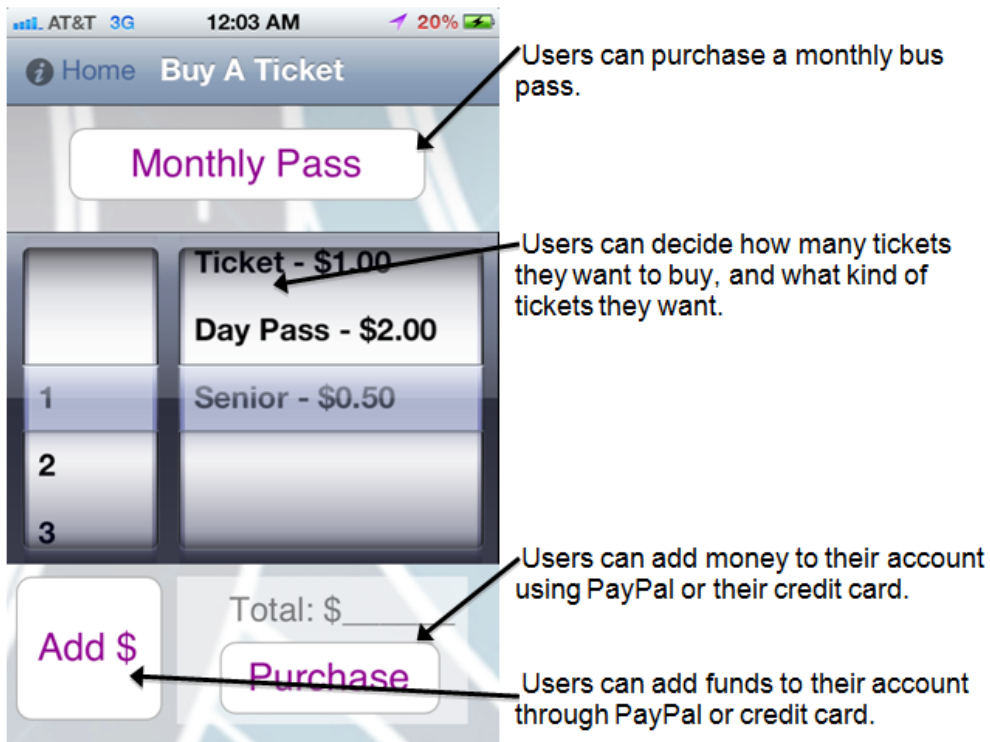 AT&T 3G 12:03 AM 20%
Home Buy A Ticket
Monthly Pass
Ticket - $1.00
Day Pass - $2.00
1 Senior - $0.50
2
3
Total: $______
Add $
Purchase
Users can purchase a monthly bus
pass.
Users can decide how many tickets
they want to buy, and what kind of
tickets they want.
Users can add money to their account
using PayPal or their credit card.
Users can add funds to their account
through PayPal or credit card.